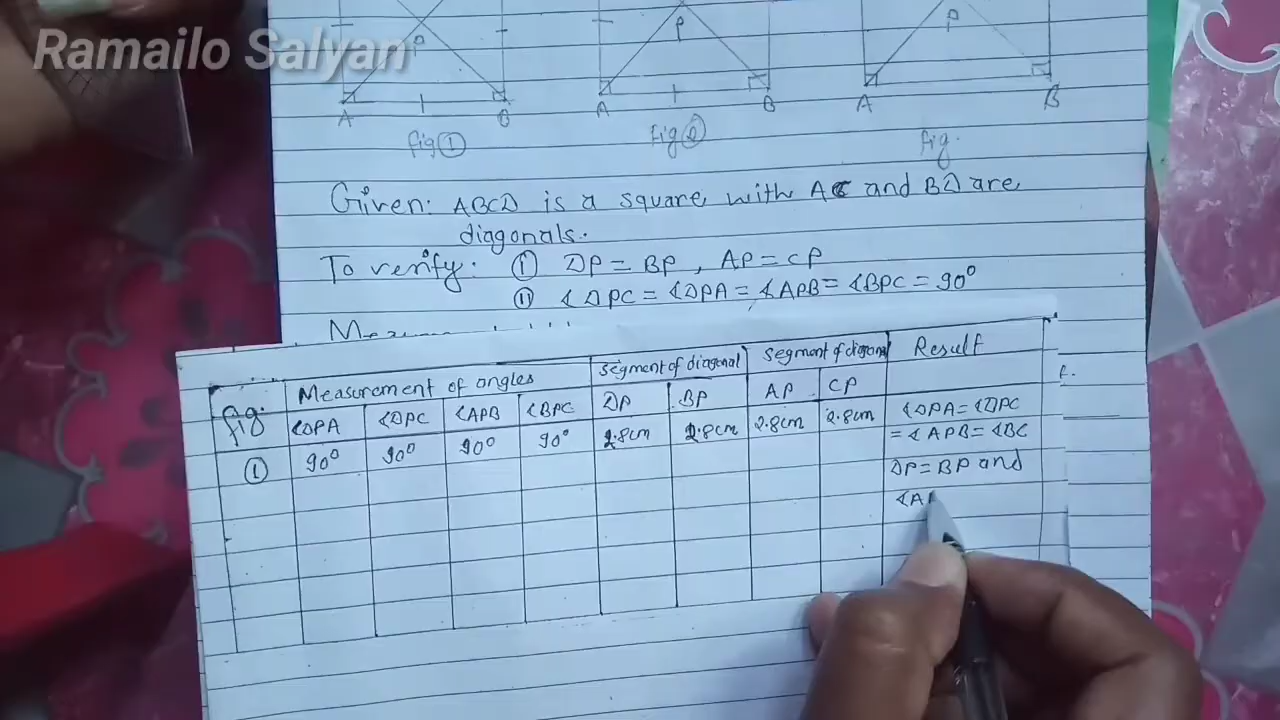 Ramailo Salyan
P P P
A B A B A B
fig ① fig ② fig.
Given: ABCD is a square with AC and BD are
diagonals.
To verify: ① DP = BP, AP = CP
② ∢DPC = ∢DPA = ∢APB = ∢BPC = 90°
fig. Measurement of angles Segment of diagonal Segment of diagonal Result
∢DPA ∢DPC ∢APB ∢BPC DP BP AP CP
① 90° 90° 90° 90° 2.8cm 2.8cm 2.8cm 2.8cm ∢DPA = ∢DPC
= ∢APB = ∢BC
DP = BP and
∢A